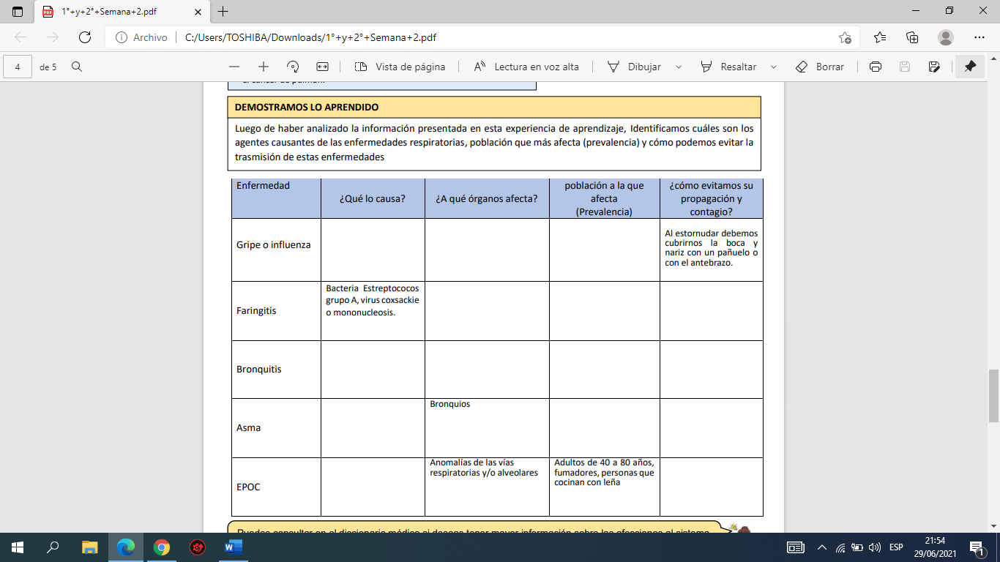 1°+y+2°+Semana+2.pdf
Archivo
C:/Users/TOSHIBA/Downloads/1°+y+2°+Semana+2.pdf
4
de 5
Vista de página
Lectura en voz alta
Dibujar
Resaltar
Borrar
DEMOSTRAMOS LO APRENDIDO
Luego de haber analizado la información presentada en esta experiencia de aprendizaje, Identificamos cuáles son los
agentes causantes de las enfermedades respiratorias, población que más afecta (prevalencia) y cómo podemos evitar la
trasmisión de estas enfermedades
Enfermedad
¿Qué lo causa?
¿A qué órganos afecta?
población a la que
afecta
(Prevalencia)
¿cómo evitamos su
propagación y
contagio?
Gripe o influenza
Al estornudar debemos
cubrirnos la boca y
nariz con un pañuelo o
con el antebrazo.
Faringitis
Bacteria Estreptococos
grupo A, virus coxsackie
o mononucleosis.
Bronquitis
Asma
Bronquios
EPOC
Anomalías de las vías
respiratorias y/o alveolares
Adultos de 40 a 80 años,
fumadores, personas que
cocinan con leña
ESP
21:54
29/06/2021
1